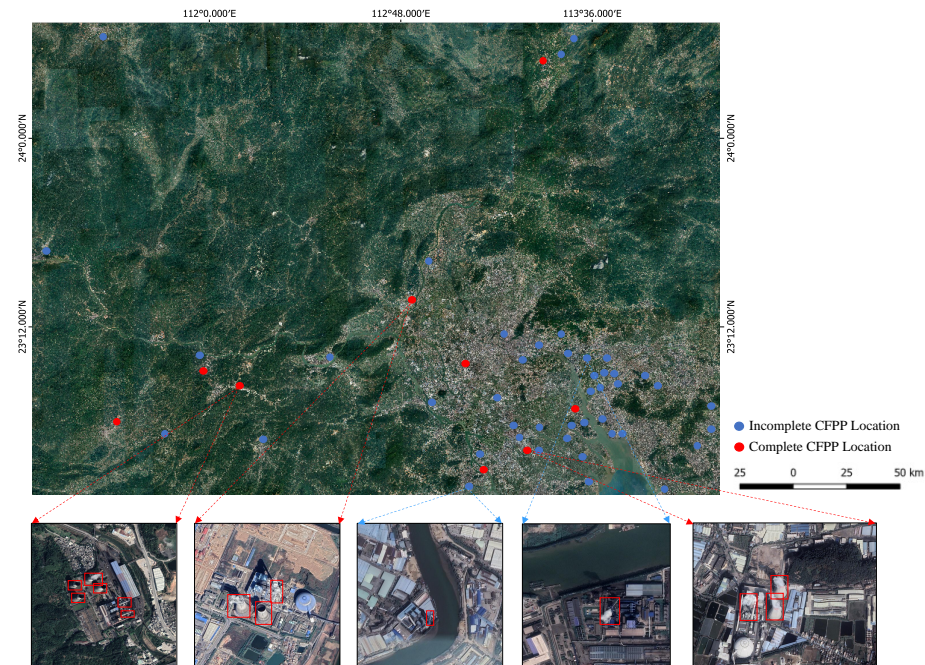 112°0.000′E 112°48.000′E 113°36.000′E
24°0.000′N 24°0.000′N
23°12.000′N 23°12.000′N
Incomplete CFPP Location
Complete CFPP Location
25 0 25 50 km